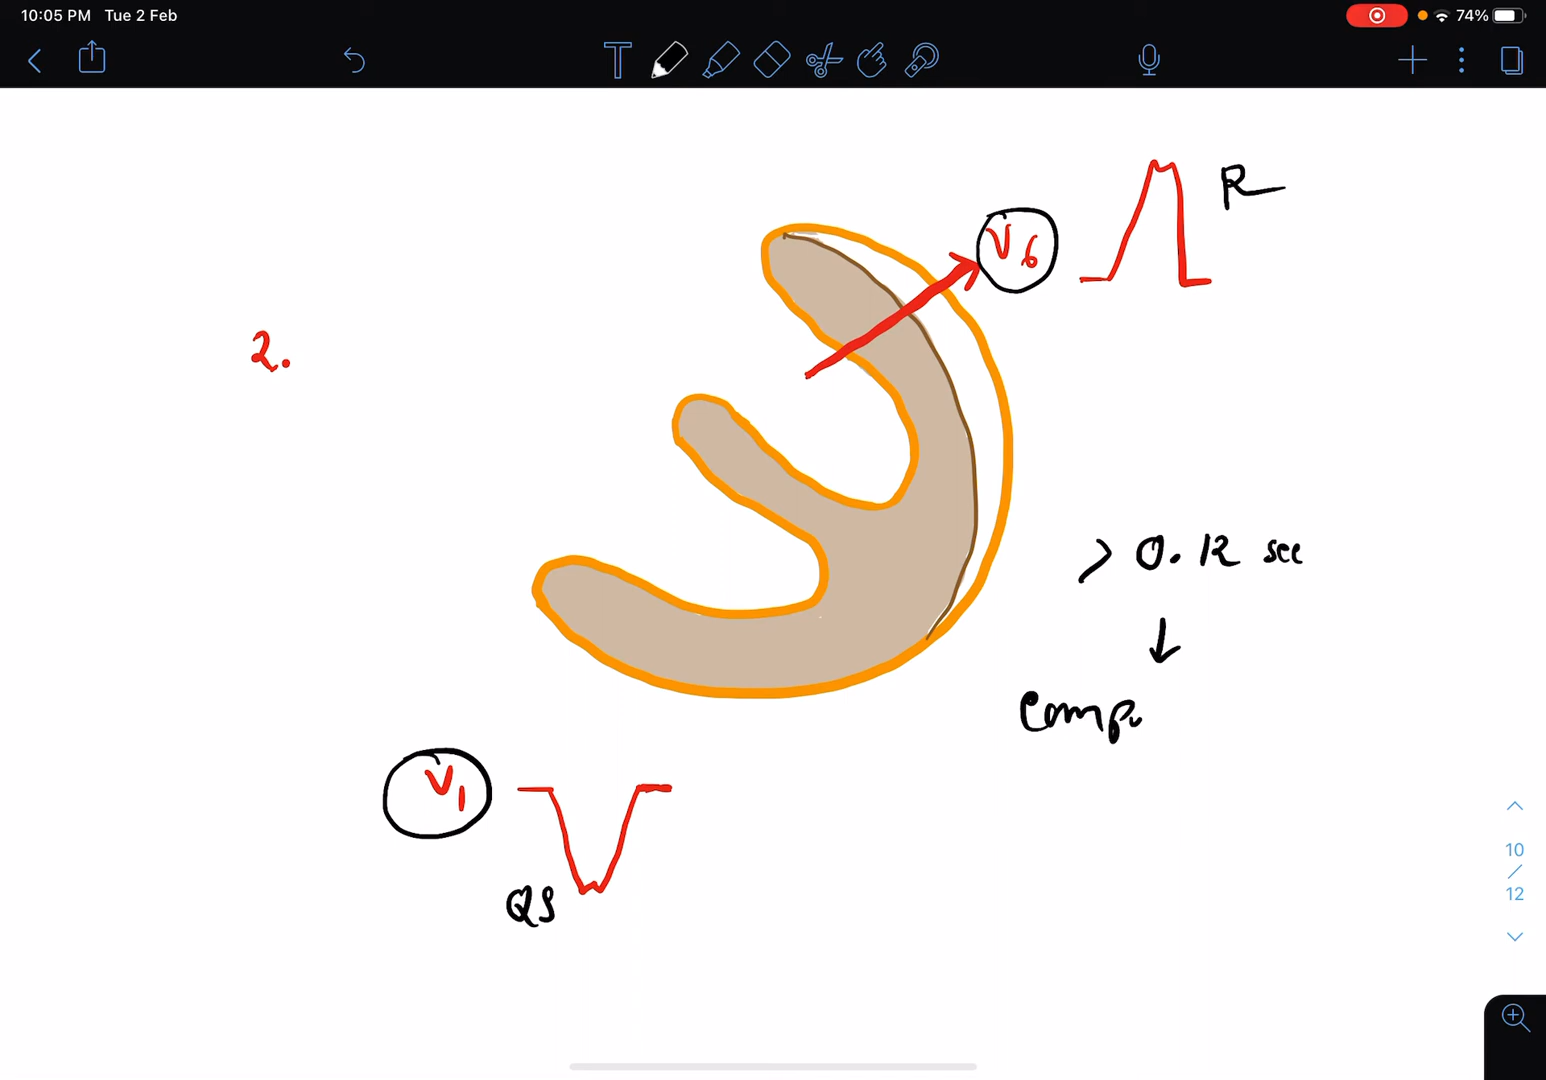 10:05 PM Tue 2 Feb
74%
T
R
V6
2.
> 0.12 sec
↓
Comp
V1
QS
10
/
12